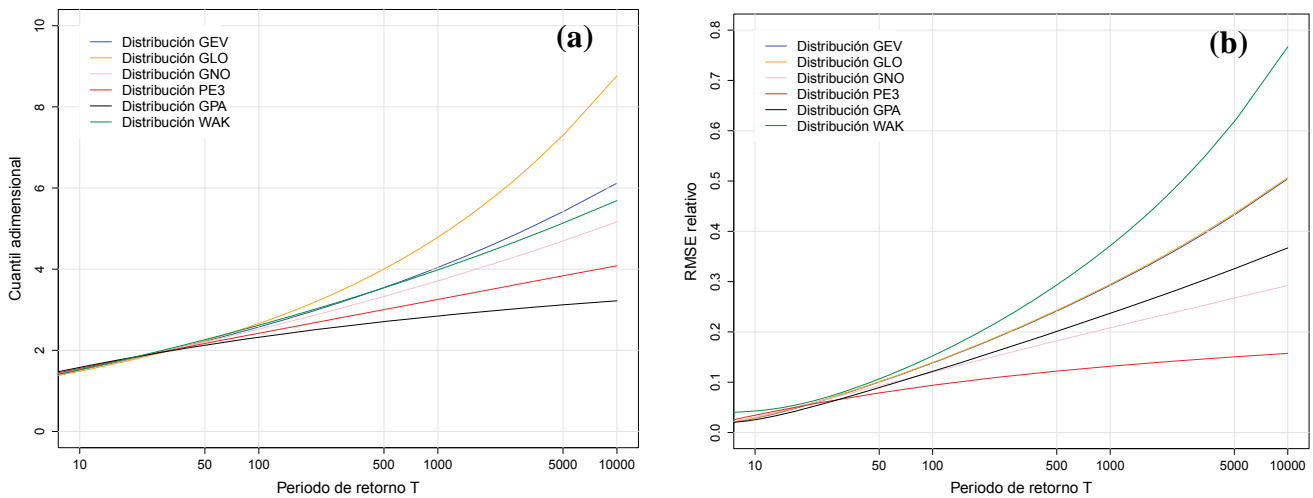 (a)
Distribución GEV
Distribución GLO
Distribución GNO
Distribución PE3
Distribución GPA
Distribución WAK
Cuantil adimensional
10
8
6
4
2
0
10 50 100 500 1000 5000 10000
Periodo de retorno T
(b)
Distribución GEV
Distribución GLO
Distribución GNO
Distribución PE3
Distribución GPA
Distribución WAK
RMSE relativo
0.8
0.7
0.6
0.5
0.4
0.3
0.2
0.1
0.0
10 50 100 500 1000 5000 10000
Periodo de retorno T